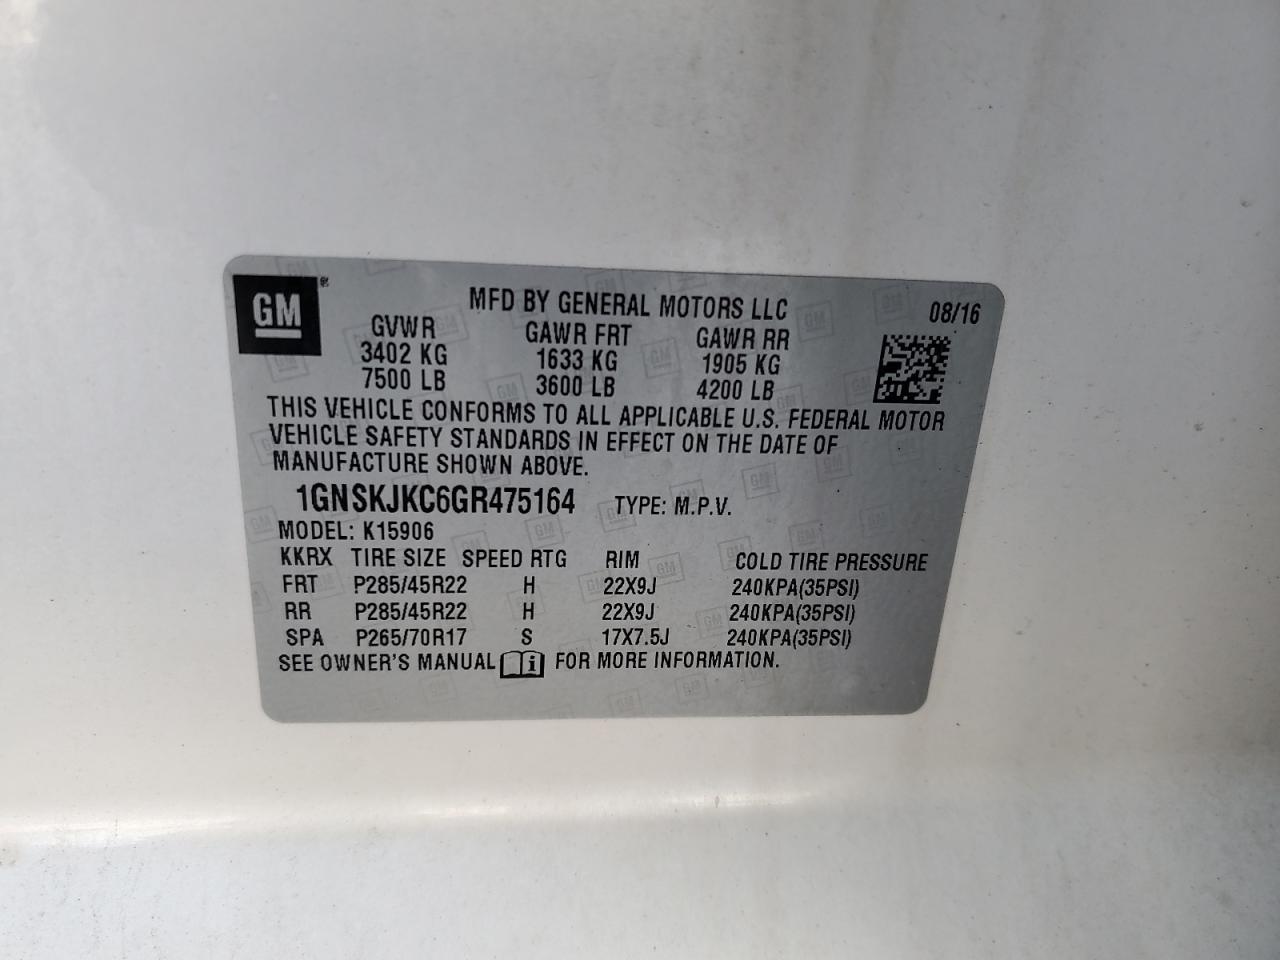 GM ®
MFD BY GENERAL MOTORS LLC 08/16
GVWR GAWR FRT GAWR RR
3402 KG 1633 KG 1905 KG
7500 LB 3600 LB 4200 LB
THIS VEHICLE CONFORMS TO ALL APPLICABLE U.S. FEDERAL MOTOR
VEHICLE SAFETY STANDARDS IN EFFECT ON THE DATE OF
MANUFACTURE SHOWN ABOVE.
1GNSKJKC6GR475164 TYPE: M.P.V.
MODEL: K15906
KKRX TIRE SIZE SPEED RTG RIM COLD TIRE PRESSURE
FRT P285/45R22 H 22X9J 240KPA(35PSI)
RR P285/45R22 H 22X9J 240KPA(35PSI)
SPA P265/70R17 S 17X7.5J 240KPA(35PSI)
SEE OWNER'S MANUAL i FOR MORE INFORMATION.